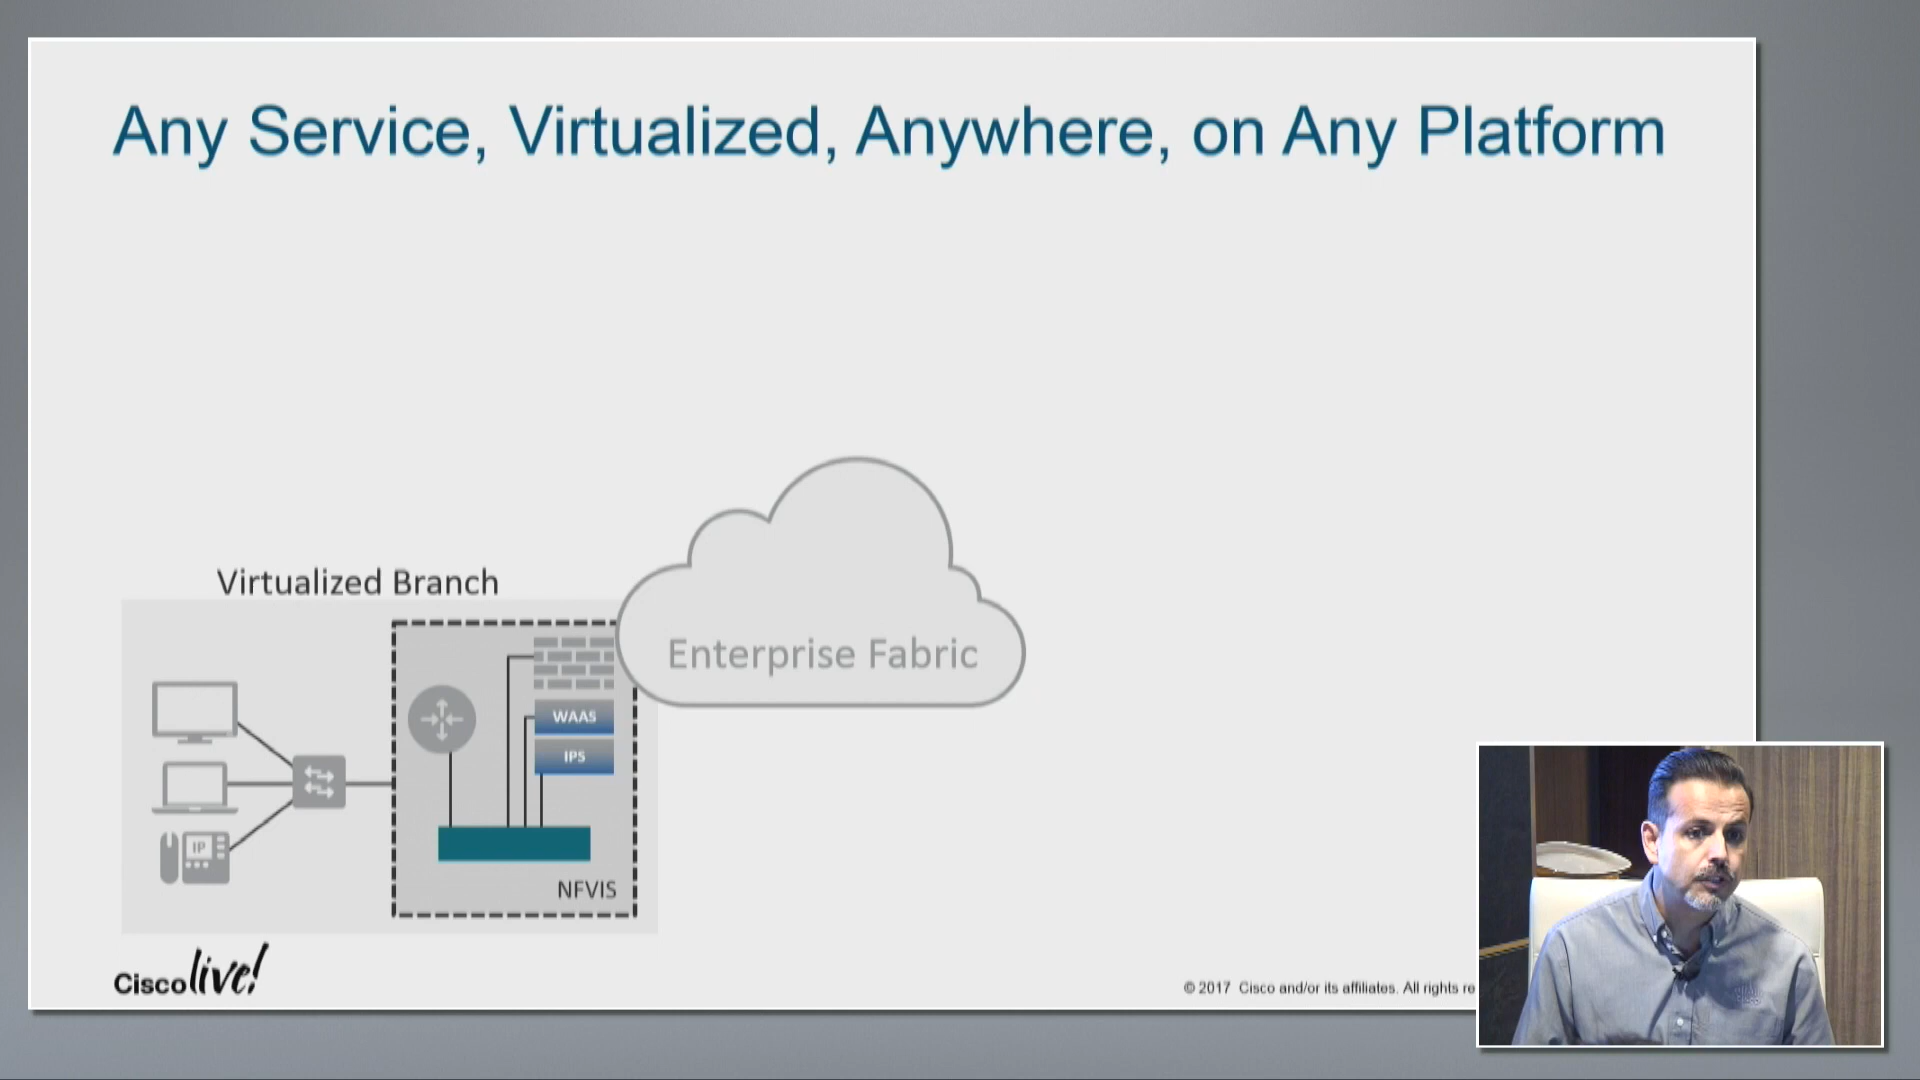 Any Service, Virtualized, Anywhere, on Any Platform
Virtualized Branch
Enterprise Fabric
WAAS
IPS
IP
NFVIS
Cisco live!
© 2017 Cisco and/or its affiliates. All rights re